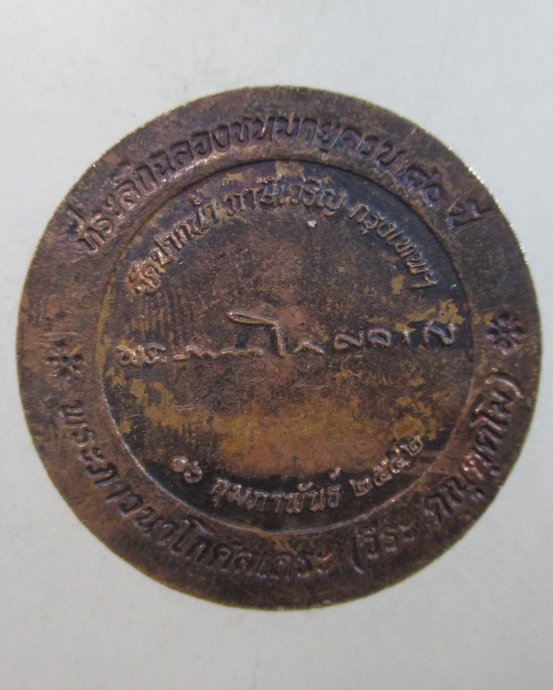 ที่ระลึกฉลองชนมายุครบ ๘๐ ปี
วัดปากน้ำ ภาษีเจริญ กรุงเทพฯ
๑๖ กุมภาพันธ์ ๒๕๔๒
พระภาวนาโกศลเถระ (วีระ คณุตฺตโม)